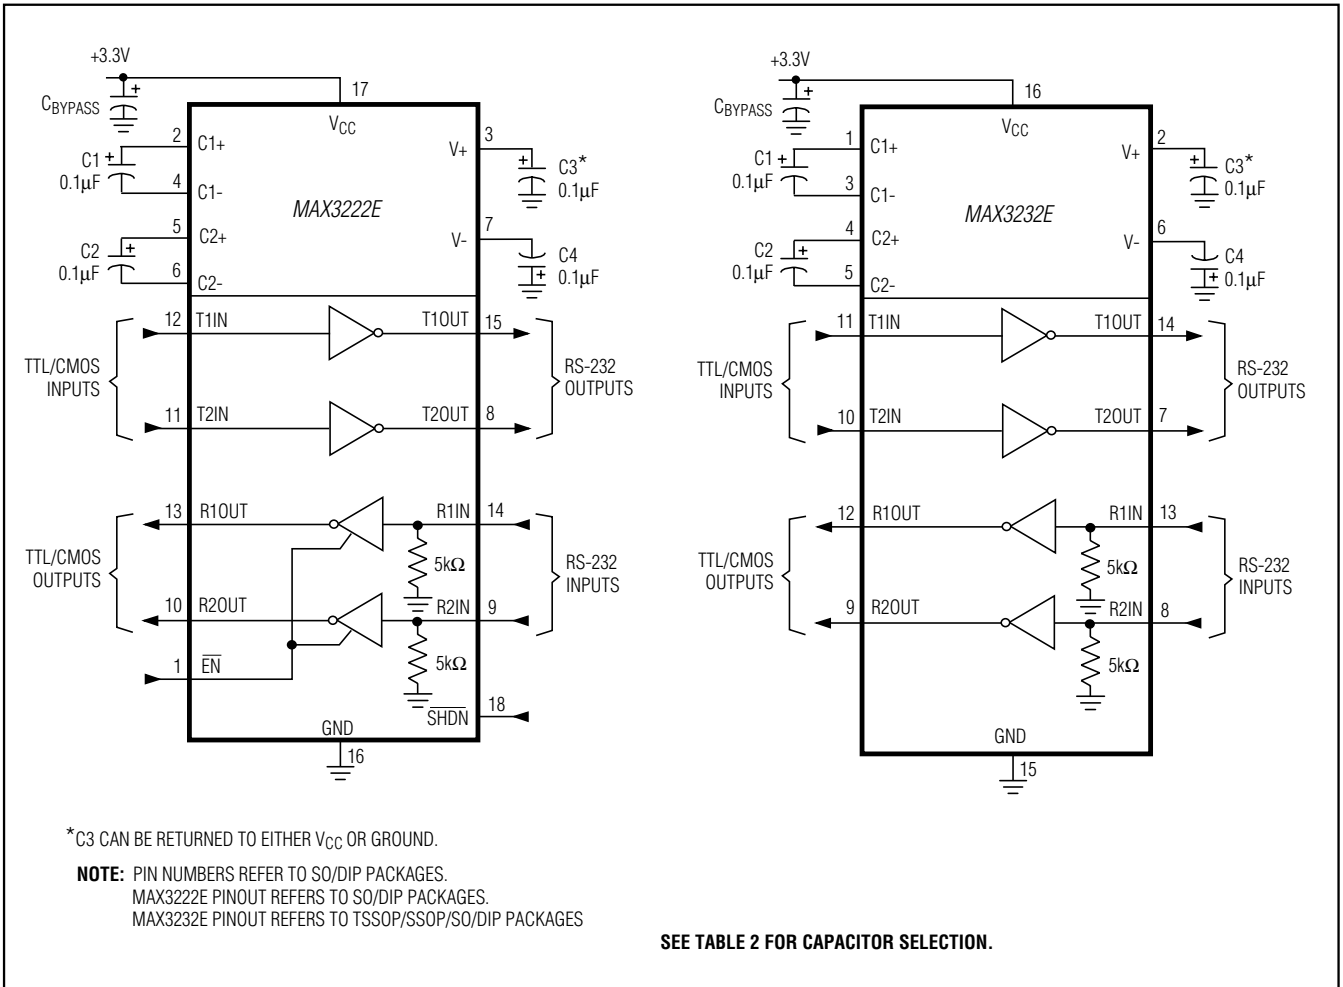 +3.3V
CBYPASS
+
17
VCC
2
C1+
C1
+
0.1µF
4
C1-
5
C2+
C2
+
0.1µF
6
C2-
MAX3222E
3
V+
+
C3*
0.1µF
7
V-
C4
+
0.1µF
TTL/CMOS
INPUTS
12
T1IN
T1OUT
15
11
T2IN
T2OUT
8
RS-232
OUTPUTS
TTL/CMOS
OUTPUTS
13
R1OUT
R1IN
14
5kΩ
10
R2OUT
R2IN
9
5kΩ
RS-232
INPUTS
1
EN
SHDN
18
GND
16
+3.3V
CBYPASS
+
16
VCC
1
C1+
C1
+
0.1µF
3
C1-
4
C2+
C2
+
0.1µF
5
C2-
MAX3232E
2
V+
+
C3*
0.1µF
6
V-
C4
+
0.1µF
TTL/CMOS
INPUTS
11
T1IN
T1OUT
14
10
T2IN
T2OUT
7
RS-232
OUTPUTS
TTL/CMOS
OUTPUTS
12
R1OUT
R1IN
13
5kΩ
9
R2OUT
R2IN
8
5kΩ
RS-232
INPUTS
GND
15
*C3 CAN BE RETURNED TO EITHER VCC OR GROUND.
NOTE: PIN NUMBERS REFER TO SO/DIP PACKAGES.
MAX3222E PINOUT REFERS TO SO/DIP PACKAGES.
MAX3232E PINOUT REFERS TO TSSOP/SSOP/SO/DIP PACKAGES
SEE TABLE 2 FOR CAPACITOR SELECTION.